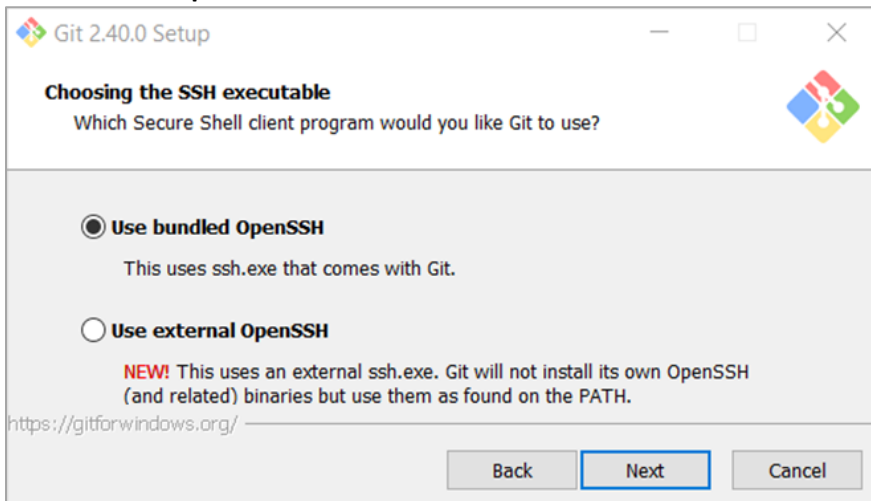 Git 2.40.0 Setup
Choosing the SSH executable
Which Secure Shell client program would you like Git to use?
Use bundled OpenSSH
This uses ssh.exe that comes with Git.
Use external OpenSSH
NEW! This uses an external ssh.exe. Git will not install its own OpenSSH
(and related) binaries but use them as found on the PATH.
https://gitforwindows.org/
Back Next Cancel